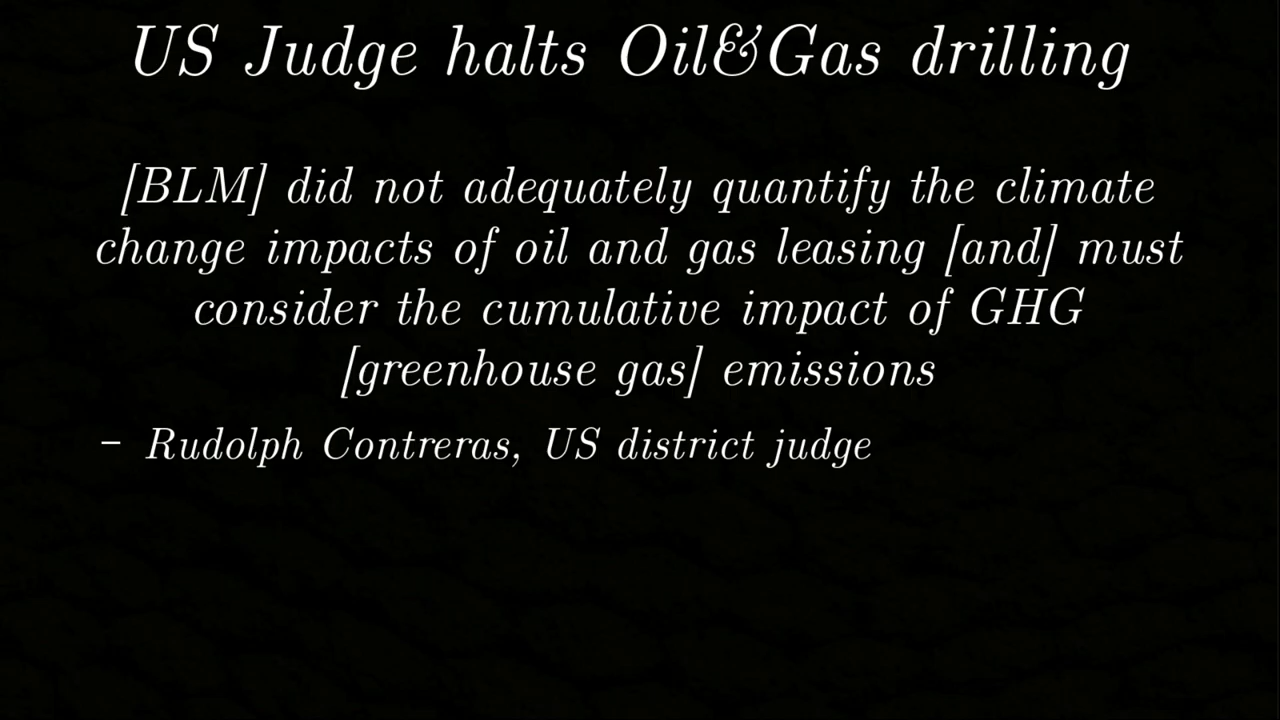 US Judge halts Oil&Gas drilling
[BLM] did not adequately quantify the climate
change impacts of oil and gas leasing [and] must
consider the cumulative impact of GHG
[greenhouse gas] emissions
– Rudolph Contreras, US district judge